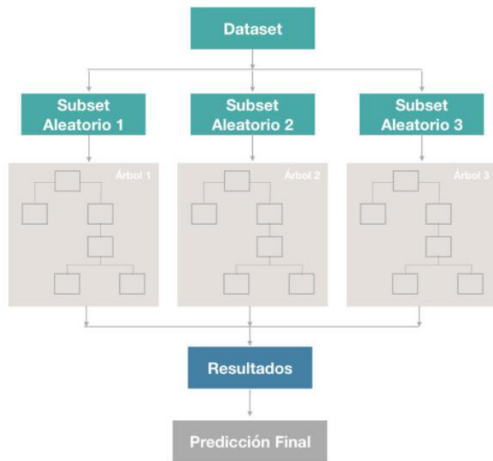 Dataset
Subset
Aleatorio 1
Subset
Aleatorio 2
Subset
Aleatorio 3
Árbol 1
Árbol 2
Árbol 3
Resultados
Predicción Final